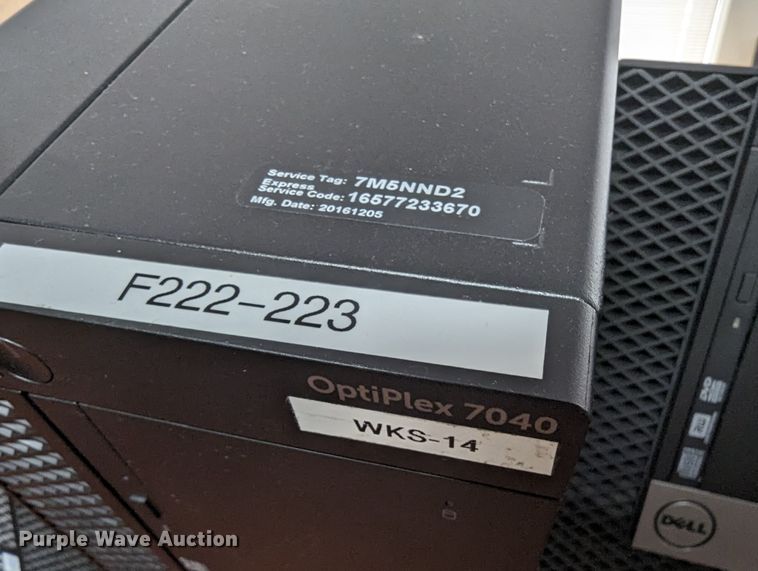 Service Tag: 7M5NND2
Express
Service Code: 16577233670
Mfg. Date: 20161205
F222-223
OptiPlex 7040
WKS-14
DELL
Purple Wave Auction